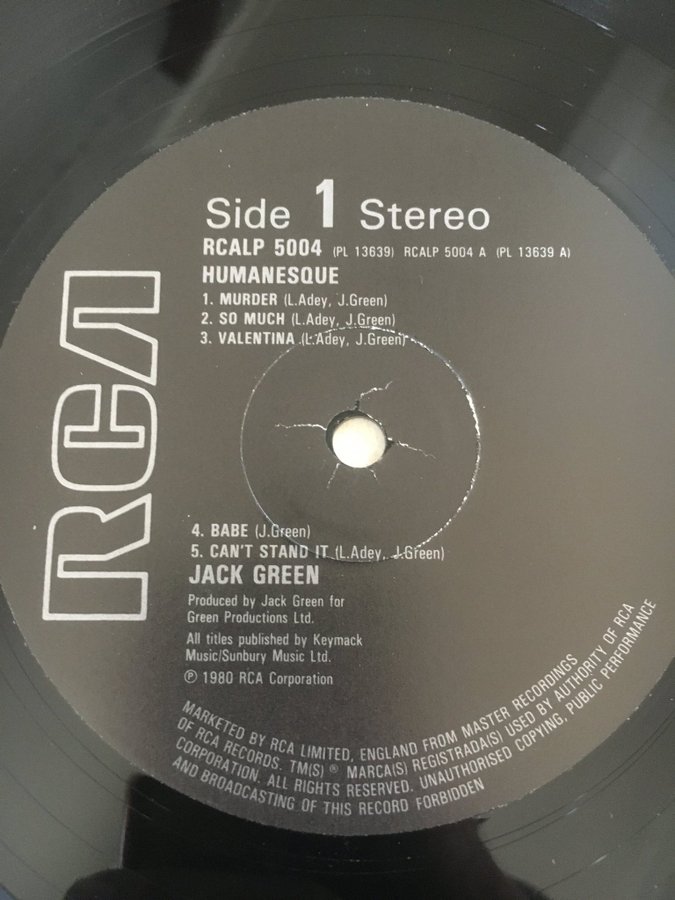 Side 1 Stereo
RCALP 5004 (PL 13639) RCALP 5004 A (PL 13639 A)
HUMANESQUE
1. MURDER (L.Adey, J.Green)
2. SO MUCH (L.Adey, J.Green)
3. VALENTINA (L.Adey, J.Green)
RCA
4. BABE (J.Green)
5. CAN'T STAND IT (L.Adey, J.Green)
JACK GREEN
Produced by Jack Green for
Green Productions Ltd.
All titles published by Keymack
Music/Sunbury Music Ltd.
℗ 1980 RCA Corporation
MARKETED BY RCA LIMITED, ENGLAND FROM MASTER RECORDINGS
OF RCA RECORDS. TM(S) ® MARCA(S) REGISTRADA(S) USED BY AUTHORITY OF RCA
CORPORATION. ALL RIGHTS RESERVED. UNAUTHORISED COPYING, PUBLIC PERFORMANCE
AND BROADCASTING OF THIS RECORD FORBIDDEN